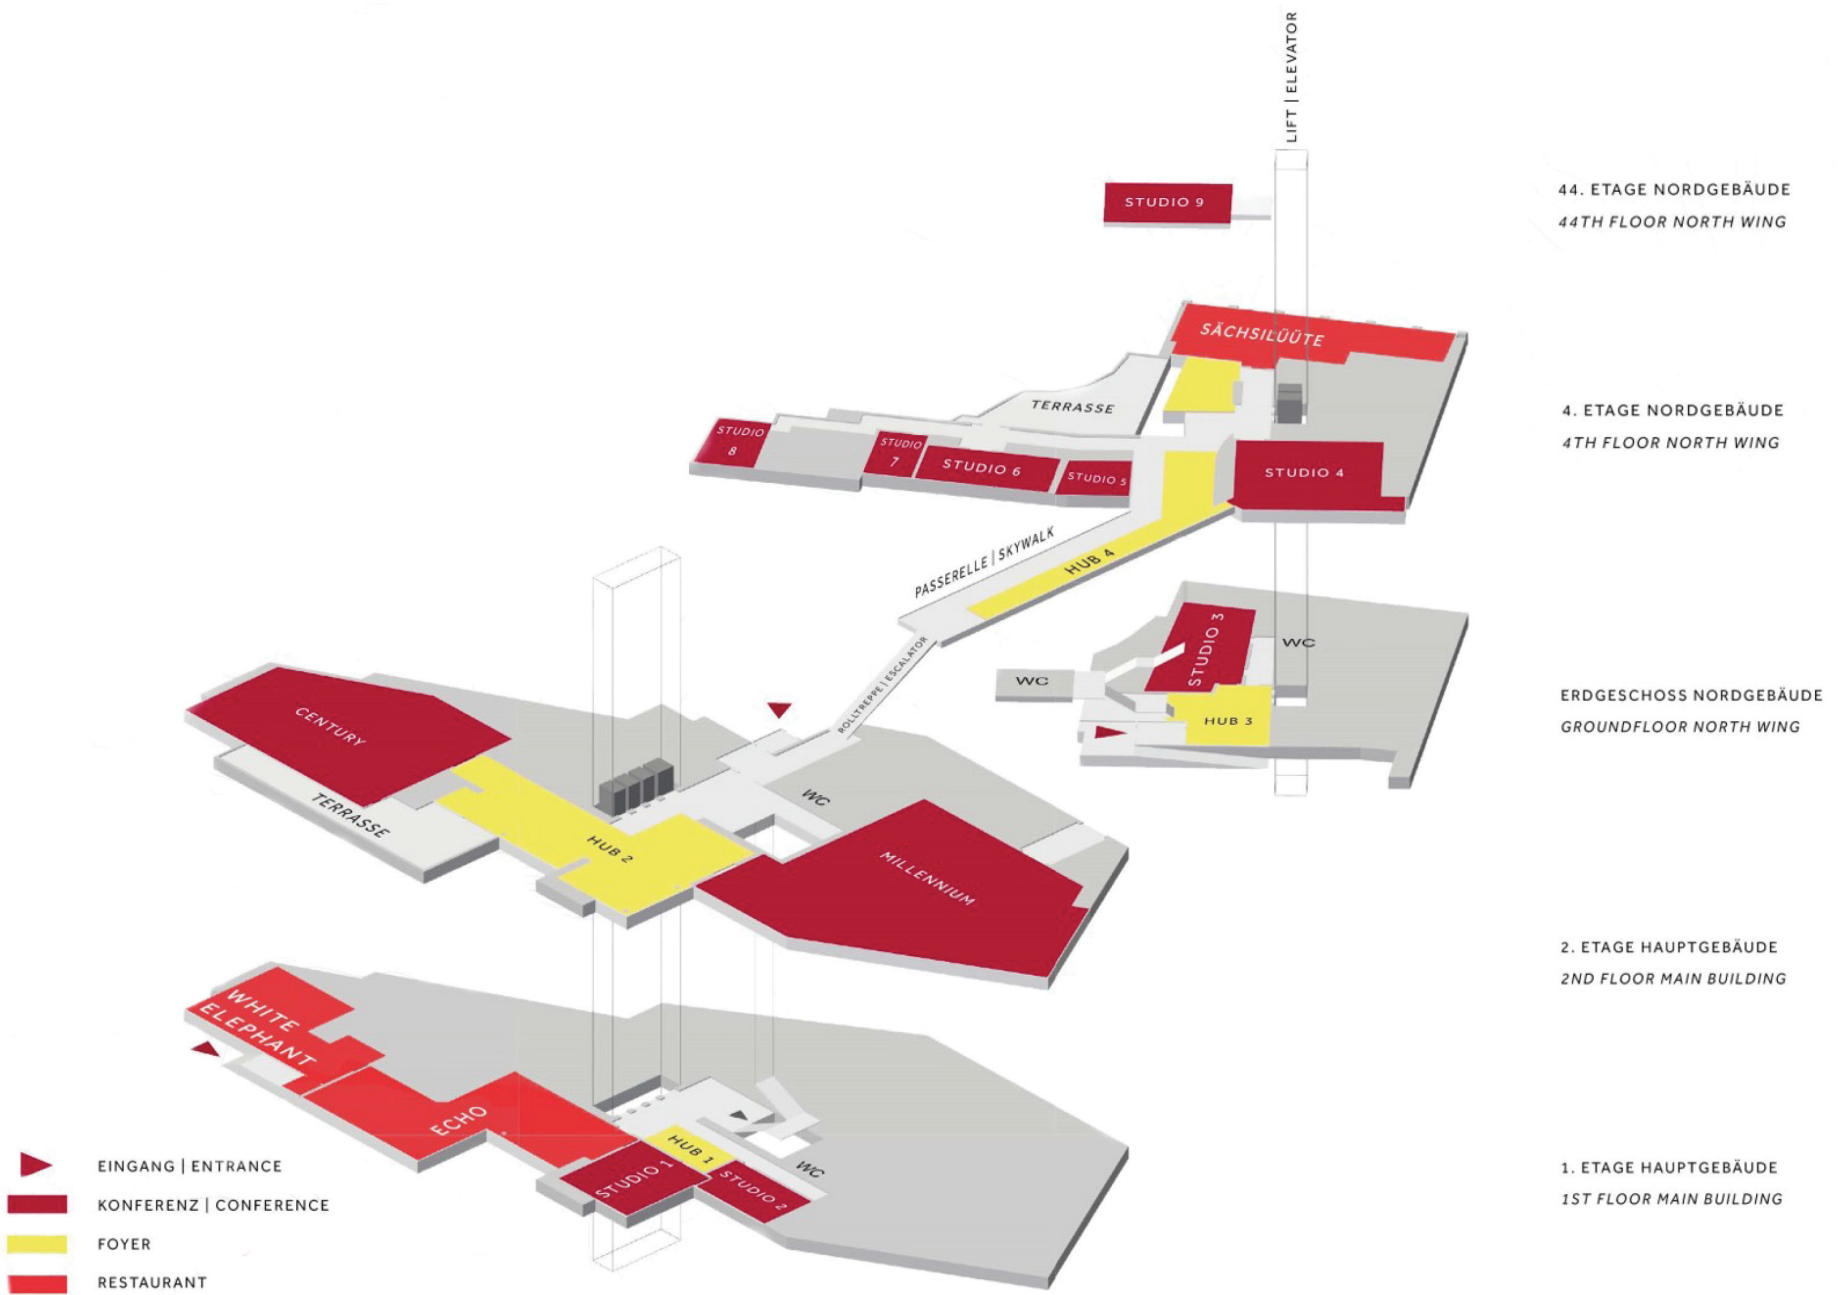 LIFT | ELEVATOR
STUDIO 9
44. ETAGE NORDGEBÄUDE
44TH FLOOR NORTH WING
SÄCHSILÜÜTE
TERRASSE
STUDIO
8
STUDIO
7
STUDIO 6
STUDIO 5
STUDIO 4
4. ETAGE NORDGEBÄUDE
4TH FLOOR NORTH WING
PASSERELLE | SKYWALK
HUB 4
ROLLTREPPE | ESCALATOR
STUDIO 3
WC
WC
HUB 3
ERDGESCHOSS NORDGEBÄUDE
GROUNDFLOOR NORTH WING
CENTURY
TERRASSE
HUB 2
WC
MILLENNIUM
2. ETAGE HAUPTGEBÄUDE
2ND FLOOR MAIN BUILDING
WHITE
ELEPHANT
ECHO
HUB 1
STUDIO 1
STUDIO 2
WC
1. ETAGE HAUPTGEBÄUDE
1ST FLOOR MAIN BUILDING
EINGANG | ENTRANCE
KONFERENZ | CONFERENCE
FOYER
RESTAURANT